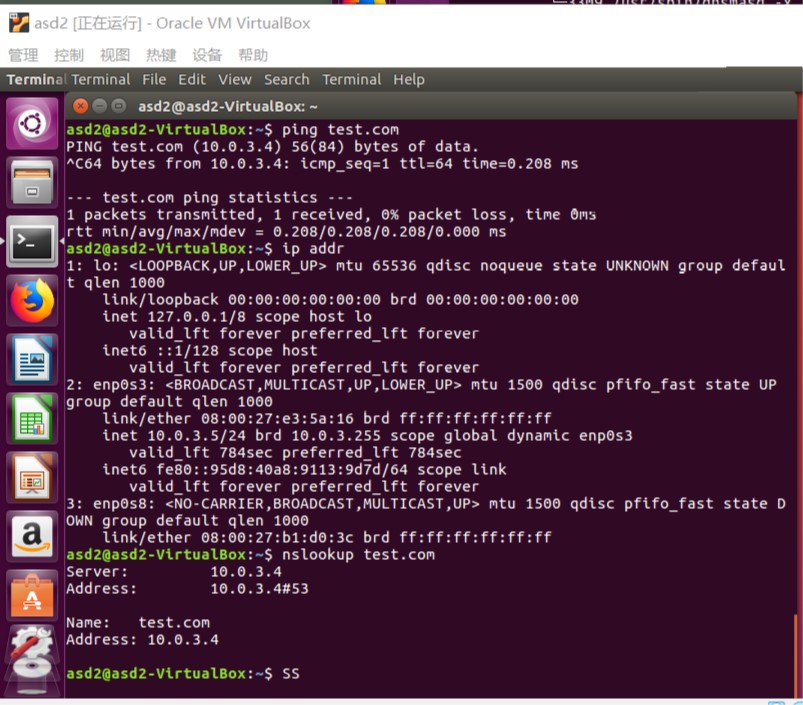 asd2 [正在运行] - Oracle VM VirtualBox
管理 控制 视图 热键 设备 帮助
Terminal Terminal File Edit View Search Terminal Help
asd2@asd2-VirtualBox: ~
asd2@asd2-VirtualBox:~$ ping test.com
PING test.com (10.0.3.4) 56(84) bytes of data.
^C64 bytes from 10.0.3.4: icmp_seq=1 ttl=64 time=0.208 ms
--- test.com ping statistics ---
1 packets transmitted, 1 received, 0% packet loss, time 0ms
rtt min/avg/max/mdev = 0.208/0.208/0.208/0.000 ms
asd2@asd2-VirtualBox:~$ ip addr
1: lo: <LOOPBACK,UP,LOWER_UP> mtu 65536 qdisc noqueue state UNKNOWN group defaul
t qlen 1000
link/loopback 00:00:00:00:00:00 brd 00:00:00:00:00:00
inet 127.0.0.1/8 scope host lo
valid_lft forever preferred_lft forever
inet6 ::1/128 scope host
valid_lft forever preferred_lft forever
2: enp0s3: <BROADCAST,MULTICAST,UP,LOWER_UP> mtu 1500 qdisc pfifo_fast state UP
group default qlen 1000
link/ether 08:00:27:e3:5a:16 brd ff:ff:ff:ff:ff:ff
inet 10.0.3.5/24 brd 10.0.3.255 scope global dynamic enp0s3
valid_lft 784sec preferred_lft 784sec
inet6 fe80::95d8:40a8:9113:9d7d/64 scope link
valid_lft forever preferred_lft forever
3: enp0s8: <NO-CARRIER,BROADCAST,MULTICAST,UP> mtu 1500 qdisc pfifo_fast state D
OWN group default qlen 1000
link/ether 08:00:27:b1:d0:3c brd ff:ff:ff:ff:ff:ff
asd2@asd2-VirtualBox:~$ nslookup test.com
Server: 10.0.3.4
Address: 10.0.3.4#53
Name: test.com
Address: 10.0.3.4
asd2@asd2-VirtualBox:~$ SS